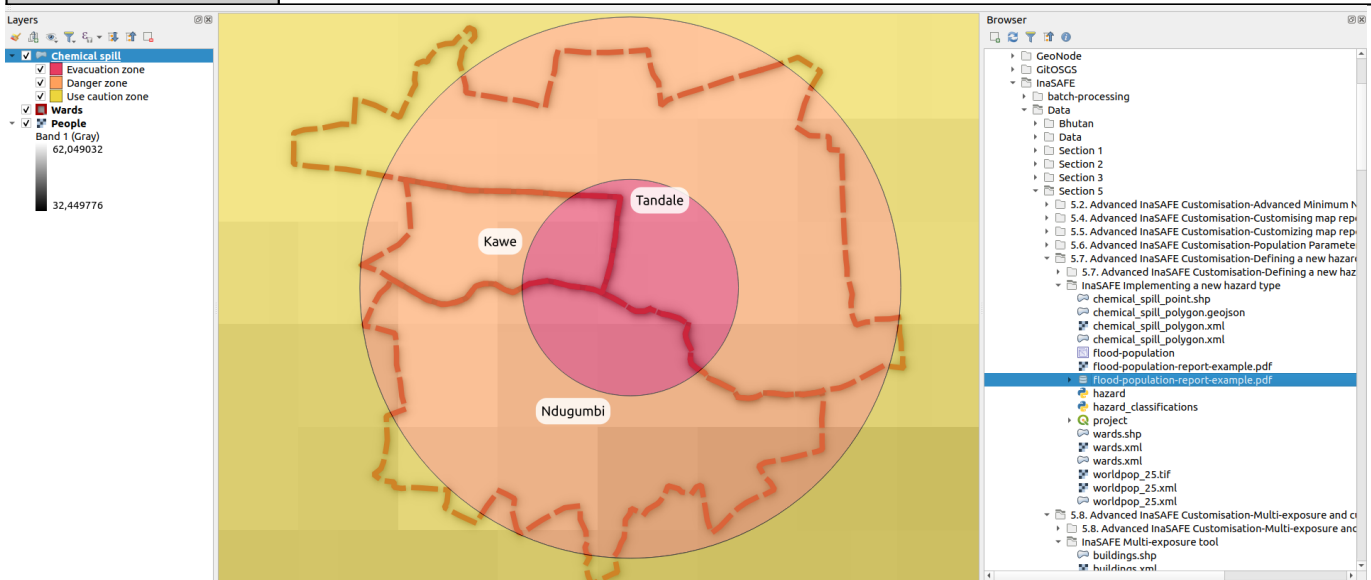 Layers
Chemical spill
Evacuation zone
Danger zone
Use caution zone
Wards
People
Band 1 (Gray)
62,049032
32,449776
Tandale
Kawe
Ndugumbi
Browser
GeoNode
GitOSGS
InaSAFE
batch-processing
Data
Bhutan
Data
Section 1
Section 2
Section 3
Section 5
5.2. Advanced InaSAFE Customisation-Advanced Minimum N
5.4. Advanced InaSAFE Customisation-Customising map repo
5.5. Advanced InaSAFE Customisation-Customizing map repo
5.6. Advanced InaSAFE Customisation-Population Paramete
5.7. Advanced InaSAFE Customisation-Defining a new hazard
5.7. Advanced InaSAFE Customisation-Defining a new haz
InaSAFE Implementing a new hazard type
chemical_spill_point.shp
chemical_spill_polygon.geojson
chemical_spill_polygon.xml
chemical_spill_polygon.xml
flood-population
flood-population-report-example.pdf
flood-population-report-example.pdf
hazard
hazard_classifications
project
wards.shp
wards.xml
wards.xml
worldpop_25.tif
worldpop_25.xml
worldpop_25.xml
5.8. Advanced InaSAFE Customisation-Multi-exposure and cu
5.8. Advanced InaSAFE Customisation-Multi-exposure and
InaSAFE Multi-exposure tool
buildings.shp
buildings.xml